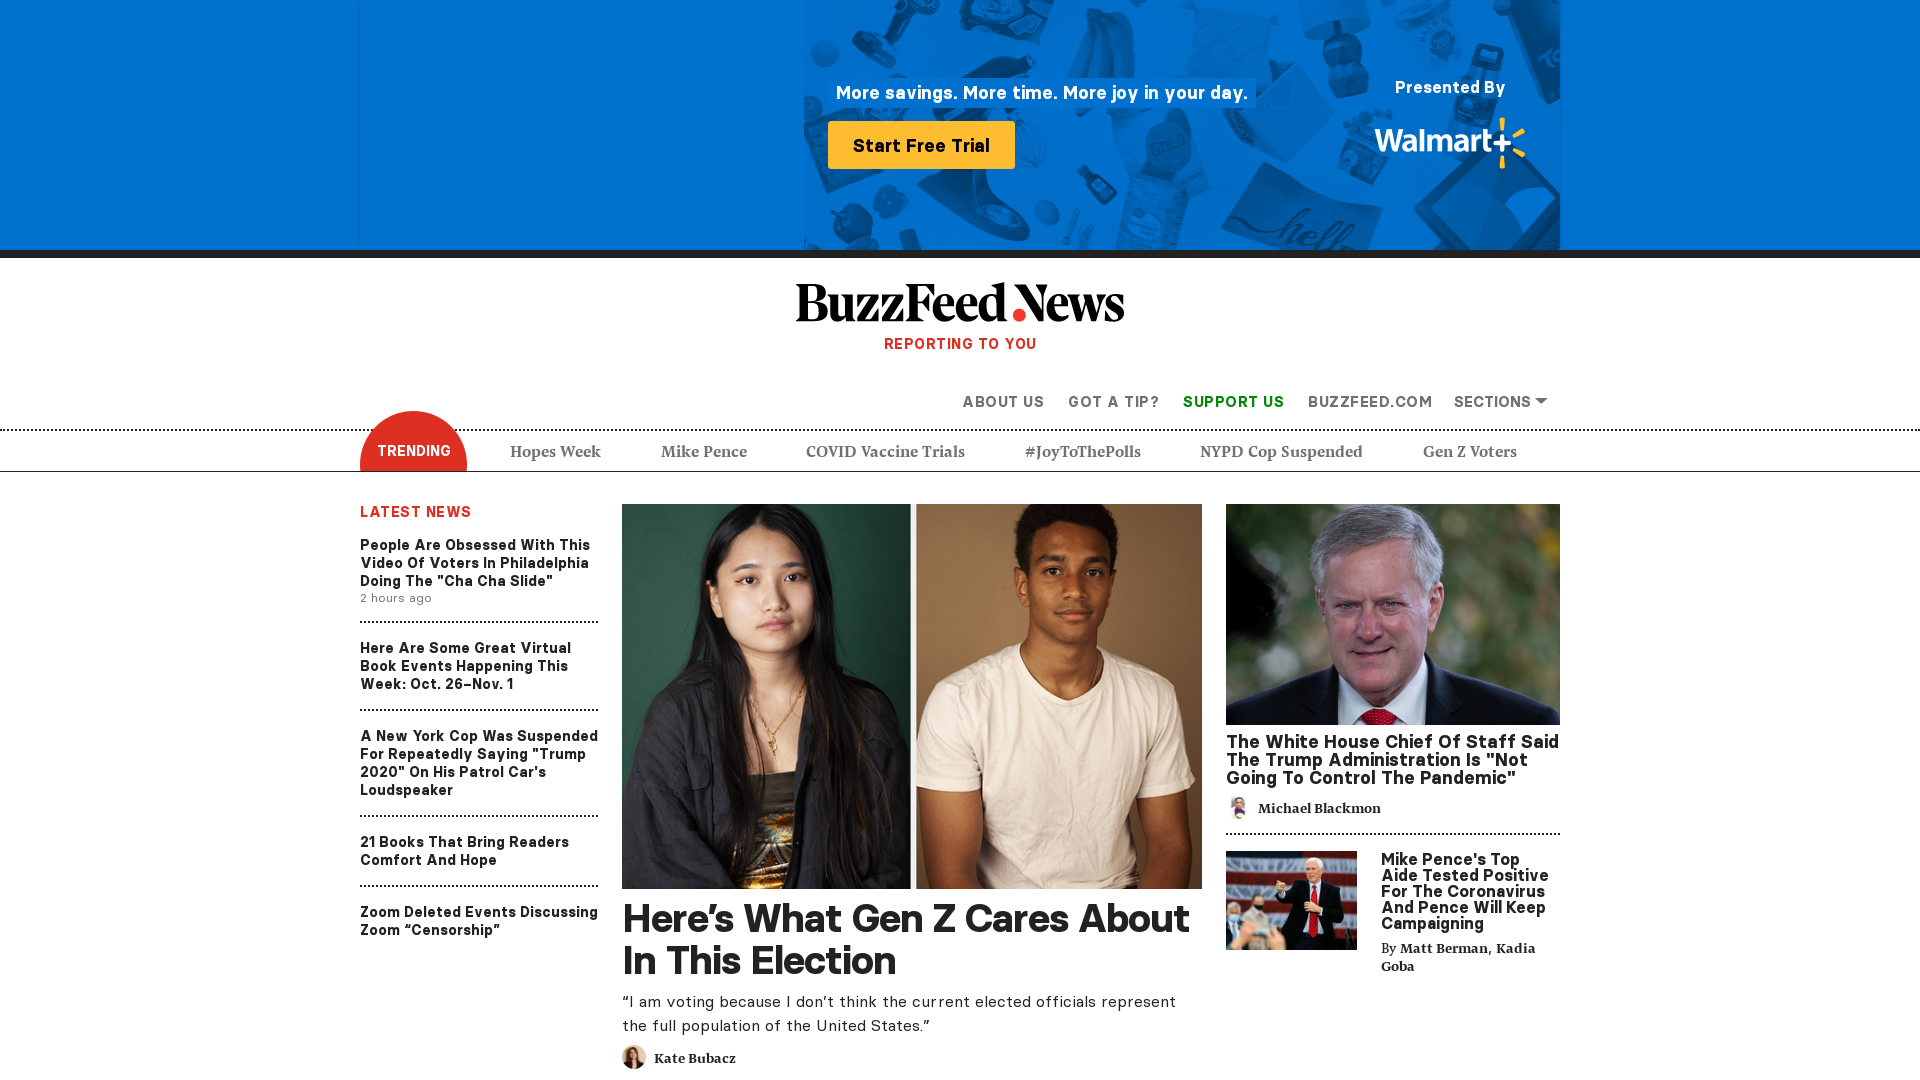 More savings. More time. More joy in your day.
Start Free Trial
Presented By
Walmart+
BuzzFeed News
REPORTING TO YOU
ABOUT US
GOT A TIP?
SUPPORT US
BUZZFEED.COM
SECTIONS
TRENDING
Hopes Week
Mike Pence
COVID Vaccine Trials
#JoyToThePolls
NYPD Cop Suspended
Gen Z Voters
LATEST NEWS
People Are Obsessed With This
Video Of Voters In Philadelphia
Doing The "Cha Cha Slide"
2 hours ago
Here Are Some Great Virtual
Book Events Happening This
Week: Oct. 26–Nov. 1
A New York Cop Was Suspended
For Repeatedly Saying "Trump
2020" On His Patrol Car's
Loudspeaker
21 Books That Bring Readers
Comfort And Hope
Zoom Deleted Events Discussing
Zoom “Censorship”
Here’s What Gen Z Cares About
In This Election
“I am voting because I don’t think the current elected officials represent
the full population of the United States.”
Kate Bubacz
The White House Chief Of Staff Said
The Trump Administration Is "Not
Going To Control The Pandemic"
Michael Blackmon
Mike Pence's Top
Aide Tested Positive
For The Coronavirus
And Pence Will Keep
Campaigning
By Matt Berman, Kadia
Goba
hello
GOLD